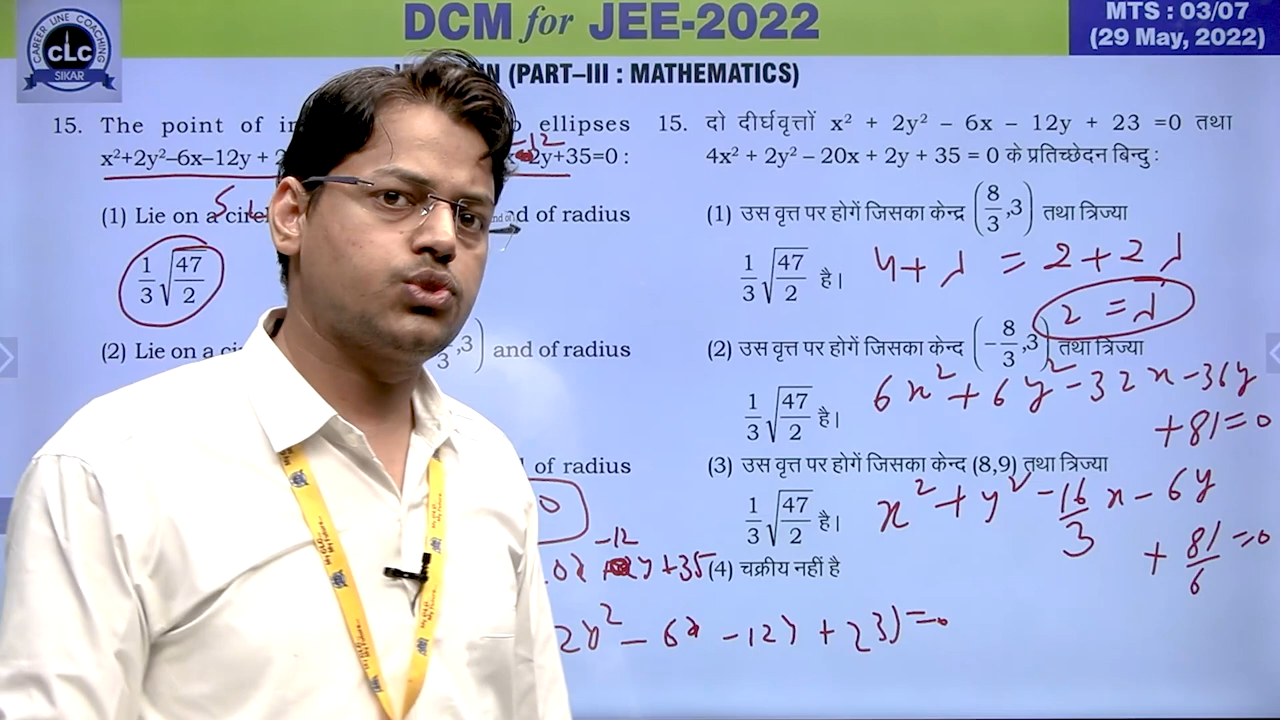 CAREER LINE COACHING
CLC
SIKAR
DCM for JEE-2022
MTS : 03/07
(29 May, 2022)
(PART–III : MATHEMATICS)
15. The point of ellipses
x²+2y²–6x–12y + 2 2y+35=0 :
-12
(1) Lie on a d of radius
1/3 √(47/2)
(2) Lie on a ,3) and of radius
of radius
-12
y+35
2y² - 6x - 12y + 23) = 0
15. दो दीर्घवृत्तों x² + 2y² – 6x – 12y + 23 =0 तथा
4x² + 2y² – 20x + 2y + 35 = 0 के प्रतिच्छेदन बिन्दु :
(1) उस वृत्त पर होगें जिसका केन्द्र (8/3,3) तथा त्रिज्या
1/3 √(47/2) है।
4+λ = 2+2λ
2 = λ
(2) उस वृत्त पर होगें जिसका केन्द (–8/3,3) तथा त्रिज्या
1/3 √(47/2) है।
6x² + 6y² - 32x - 36y
+81=0
(3) उस वृत्त पर होगें जिसका केन्द (8,9) तथा त्रिज्या
1/3 √(47/2) है।
x² + y² - 16/3 x - 6y
+ 81/6 =0
(4) चक्रीय नहीं है